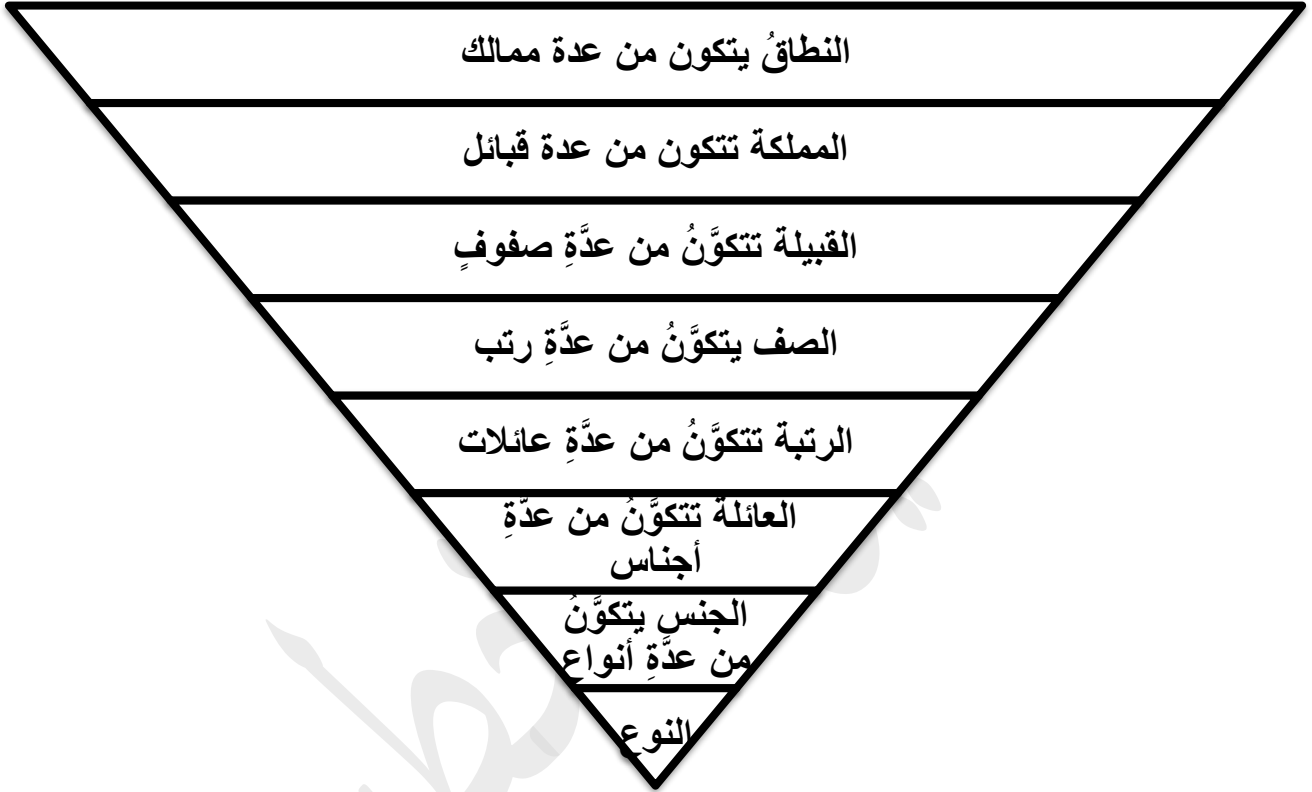 النطاقُ يتكون من عدة ممالك
المملكة تتكون من عدة قبائل
القبيلة تتكوَّنُ من عدَّةِ صفوفٍ
الصف يتكوَّنُ من عدَّةِ رتب
الرتبة تتكوَّنُ من عدَّةِ عائلات
العائلة تتكوَّنُ من عدّةِ
أجناس
الجنس يتكوَّنُ
من عدَّةِ أنواع
النوع